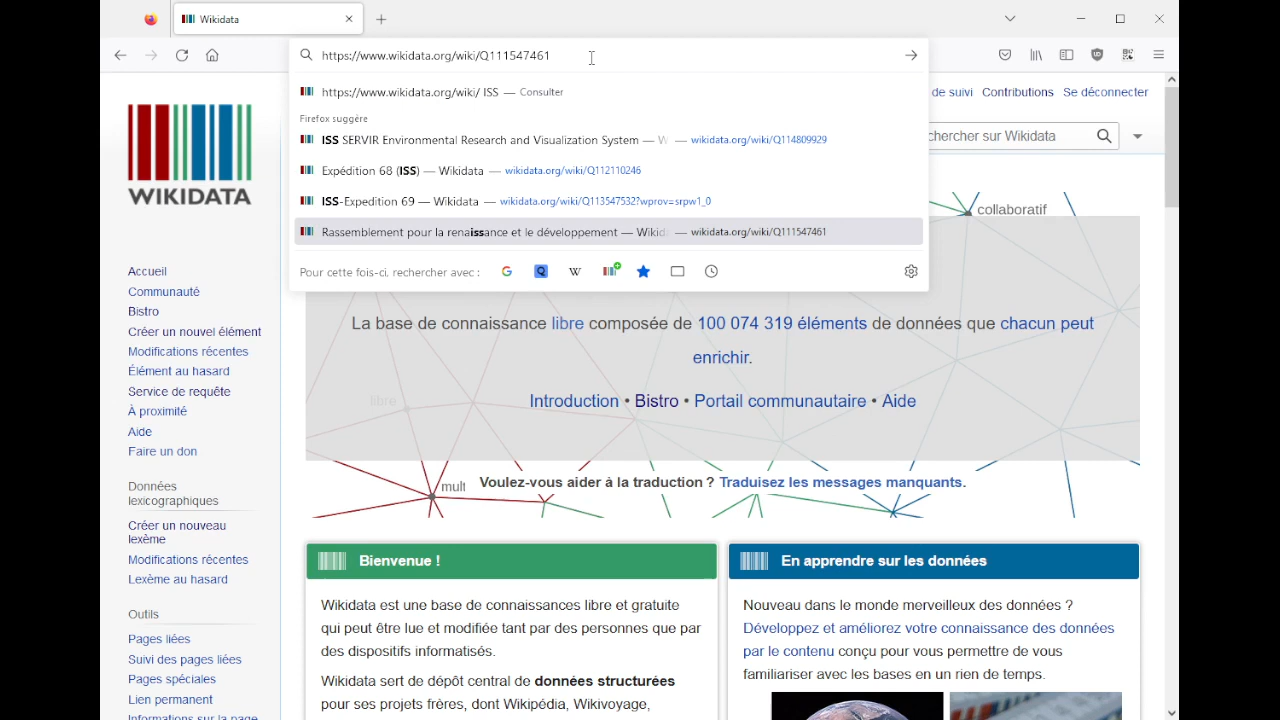 Wikidata
https://www.wikidata.org/wiki/Q111547461
https://www.wikidata.org/wiki/ ISS — Consulter
Firefox suggère
ISS SERVIR Environmental Research and Visualization System — W — wikidata.org/wiki/Q114809929
Expédition 68 (ISS) — Wikidata — wikidata.org/wiki/Q112110246
ISS-Expedition 69 — Wikidata — wikidata.org/wiki/Q113547532?wprov=srpw1_0
Rassemblement pour la renaissance et le développement — Wikid — wikidata.org/wiki/Q111547461
Pour cette fois-ci, rechercher avec :
de suivi Contributions Se déconnecter
chercher sur Wikidata
WIKIDATA
Accueil
Communauté
Bistro
Créer un nouvel élément
Modifications récentes
Élément au hasard
Service de requête
À proximité
Aide
Faire un don
Données
lexicographiques
Créer un nouveau
lexème
Modifications récentes
Lexème au hasard
Outils
Pages liées
Suivi des pages liées
Pages spéciales
Lien permanent
Informations sur la page
collaboratif
La base de connaissance libre composée de 100 074 319 éléments de données que chacun peut
enrichir.
libre
Introduction • Bistro • Portail communautaire • Aide
mult
Voulez-vous aider à la traduction ? Traduisez les messages manquants.
Bienvenue !
Wikidata est une base de connaissances libre et gratuite
qui peut être lue et modifiée tant par des personnes que par
des dispositifs informatisés.
Wikidata sert de dépôt central de données structurées
pour ses projets frères, dont Wikipédia, Wikivoyage,
En apprendre sur les données
Nouveau dans le monde merveilleux des données ?
Développez et améliorez votre connaissance des données
par le contenu conçu pour vous permettre de vous
familiariser avec les bases en un rien de temps.